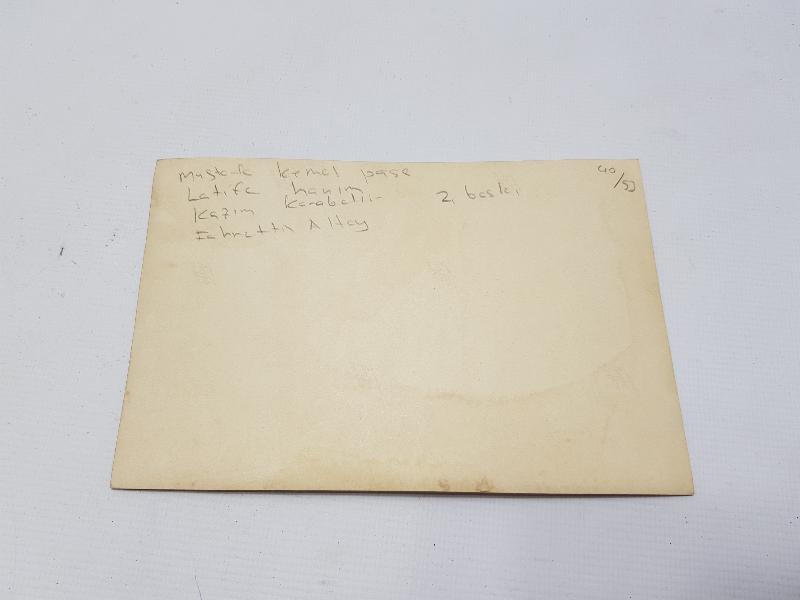 Mustafa kemal paşa
40/53
Latife hanım
2. baskı
Kazım Karabekir
Fahrettin Altay